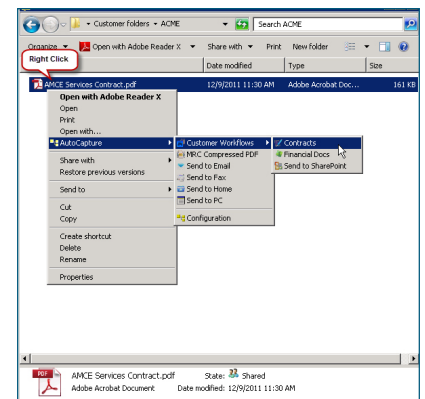 Customer folders ▸ ACME
Search ACME
Organize ▼ Open with Adobe Reader X ▼ Share with ▼ Print New folder
Right Click
Date modified Type Size
AMCE Services Contract.pdf 12/9/2011 11:30 AM Adobe Acrobat Doc... 161 KB
Open with Adobe Reader X
Open
Print
Open with...
AutoCapture
Share with
Restore previous versions
Send to
Cut
Copy
Create shortcut
Delete
Rename
Properties
Customer Workflows
MRC Compressed PDF
Send to Email
Send to Fax
Send to Home
Send to PC
Configuration
Contracts
Financial Docs
Send to SharePoint
PDF
AMCE Services Contract.pdf State: Shared
Adobe Acrobat Document Date modified: 12/9/2011 11:30 AM